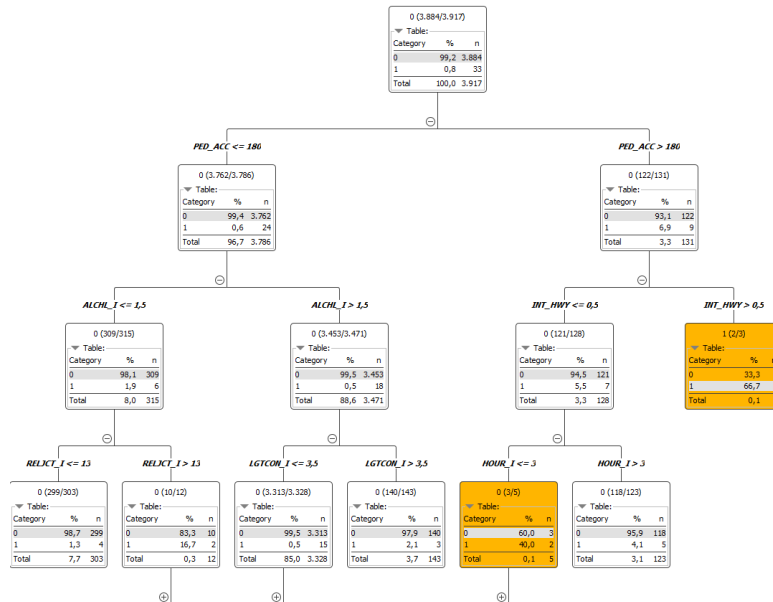 0 (3.884/3.917)
Table:
Category % n
0 99,2 3.884
1 0,8 33
Total 100,0 3.917
PED_ACC <= 180
PED_ACC > 180
0 (3.762/3.786)
Table:
Category % n
0 99,4 3.762
1 0,6 24
Total 96,7 3.786
0 (122/131)
Table:
Category % n
0 93,1 122
1 6,9 9
Total 3,3 131
ALCHL_I <= 1,5
ALCHL_I > 1,5
INT_HWY <= 0,5
INT_HWY > 0,5
0 (309/315)
Table:
Category % n
0 98,1 309
1 1,9 6
Total 8,0 315
0 (3.453/3.471)
Table:
Category % n
0 99,5 3.453
1 0,5 18
Total 88,6 3.471
0 (121/128)
Table:
Category % n
0 94,5 121
1 5,5 7
Total 3,3 128
1 (2/3)
Table:
Category % n
0 33,3
1 66,7
Total 0,1
RELJCT_I <= 13
RELJCT_I > 13
LGTCON_I <= 3,5
LGTCON_I > 3,5
HOUR_I <= 3
HOUR_I > 3
0 (299/303)
Table:
Category % n
0 98,7 299
1 1,3 4
Total 7,7 303
0 (10/12)
Table:
Category % n
0 83,3 10
1 16,7 2
Total 0,3 12
0 (3.313/3.328)
Table:
Category % n
0 99,5 3.313
1 0,5 15
Total 85,0 3.328
0 (140/143)
Table:
Category % n
0 97,9 140
1 2,1 3
Total 3,7 143
0 (3/5)
Table:
Category % n
0 60,0 3
1 40,0 2
Total 0,1 5
0 (118/123)
Table:
Category % n
0 95,9 118
1 4,1 5
Total 3,1 123